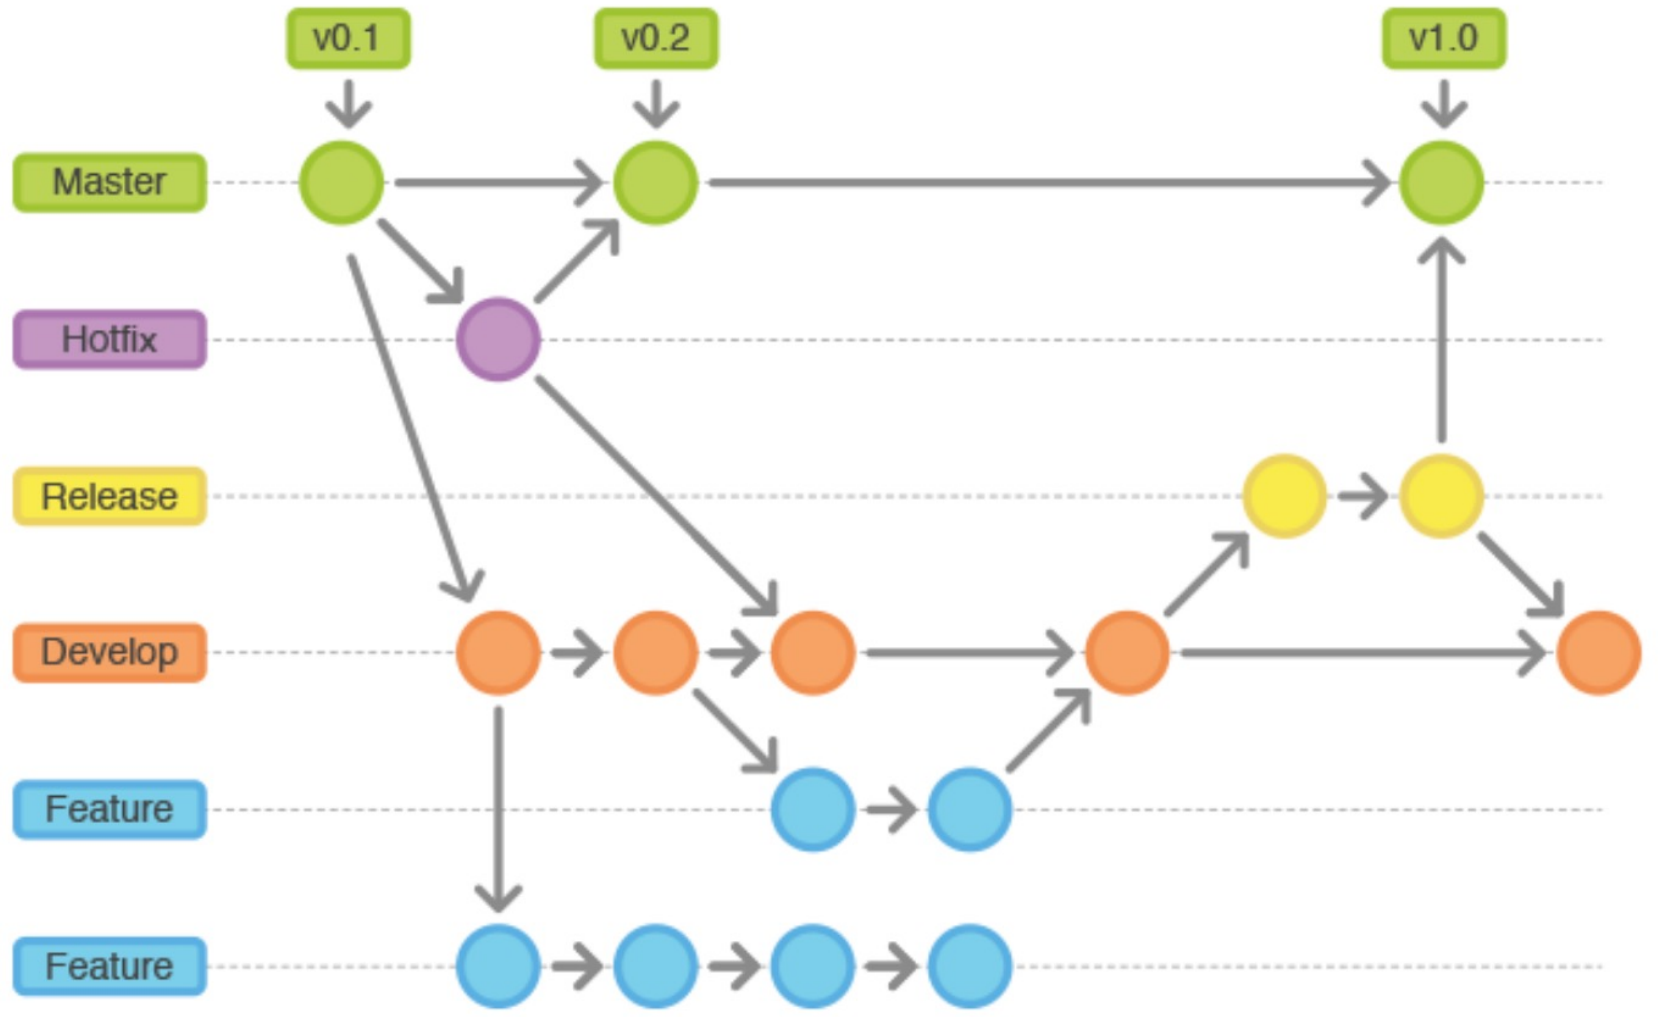 v0.1
v0.2
v1.0
Master
Hotfix
Release
Develop
Feature
Feature